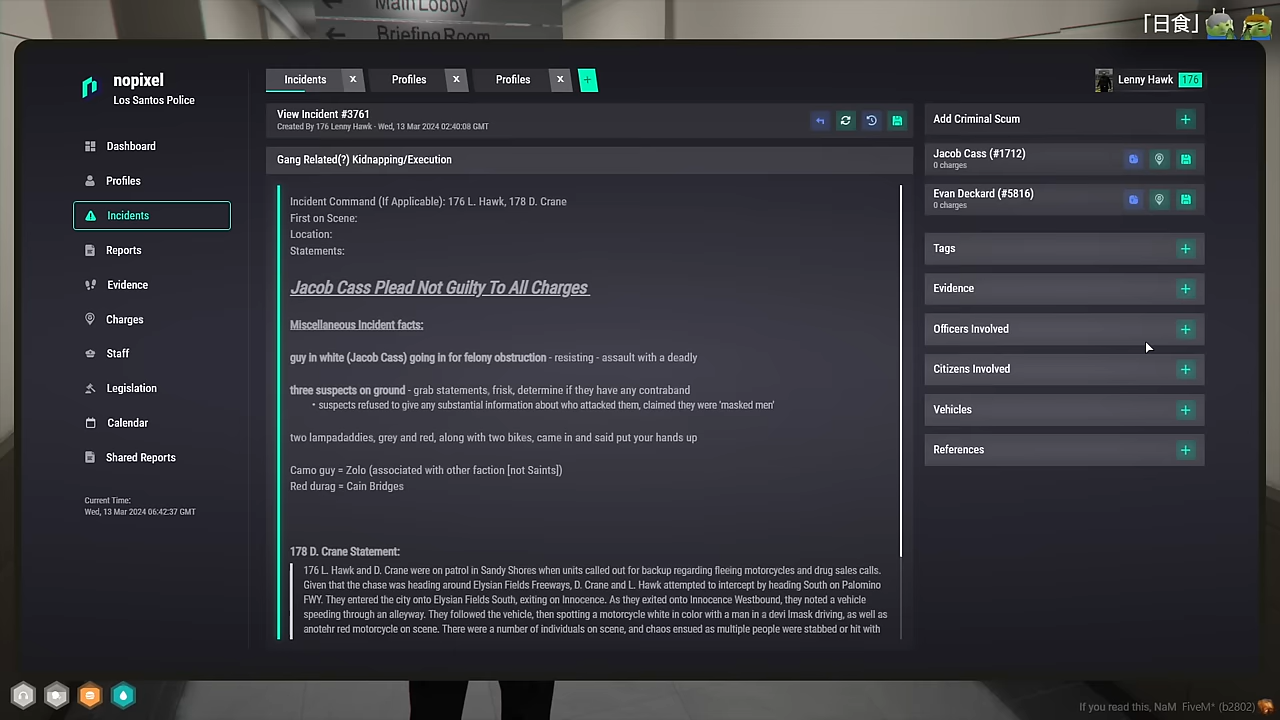 Main Lobby
Briefing Room
「日食」
nopixel
Los Santos Police
Dashboard
Profiles
Incidents
Reports
Evidence
Charges
Staff
Legislation
Calendar
Shared Reports
Current Time:
Wed, 13 Mar 2024 06:42:37 GMT
Incidents x
Profiles x
Profiles x
+
Lenny Hawk 176
View Incident #3761
Created By 176 Lenny Hawk - Wed, 13 Mar 2024 02:40:08 GMT
Gang Related(?) Kidnapping/Execution
Incident Command (If Applicable): 176 L. Hawk, 178 D. Crane
First on Scene:
Location:
Statements:
Jacob Cass Plead Not Guilty To All Charges
Miscellaneous Incident facts:
guy in white (Jacob Cass) going in for felony obstruction - resisting - assault with a deadly
three suspects on ground - grab statements, frisk, determine if they have any contraband
• suspects refused to give any substantial information about who attacked them, claimed they were 'masked men'
two lampadaddies, grey and red, along with two bikes, came in and said put your hands up
Camo guy = Zolo (associated with other faction [not Saints])
Red durag = Cain Bridges
178 D. Crane Statement:
176 L. Hawk and D. Crane were on patrol in Sandy Shores when units called out for backup regarding fleeing motorcycles and drug sales calls.
Given that the chase was heading around Elysian Fields Freeways, D. Crane and L. Hawk attempted to intercept by heading South on Palomino
FWY. They entered the city onto Elysian Fields South, exiting on Innocence. As they exited onto Innocence Westbound, they noted a vehicle
speeding through an alleyway. They followed the vehicle, then spotting a motorcycle white in color with a man in a devi lmask driving, as well as
anotehr red motorcycle on scene. There were a number of individuals on scene, and chaos ensued as multiple people were stabbed or hit with
Add Criminal Scum +
Jacob Cass (#1712)
0 charges
Evan Deckard (#5816)
0 charges
Tags +
Evidence +
Officers Involved +
Citizens Involved +
Vehicles +
References +
If you read this, NaM FiveM* (b2802)